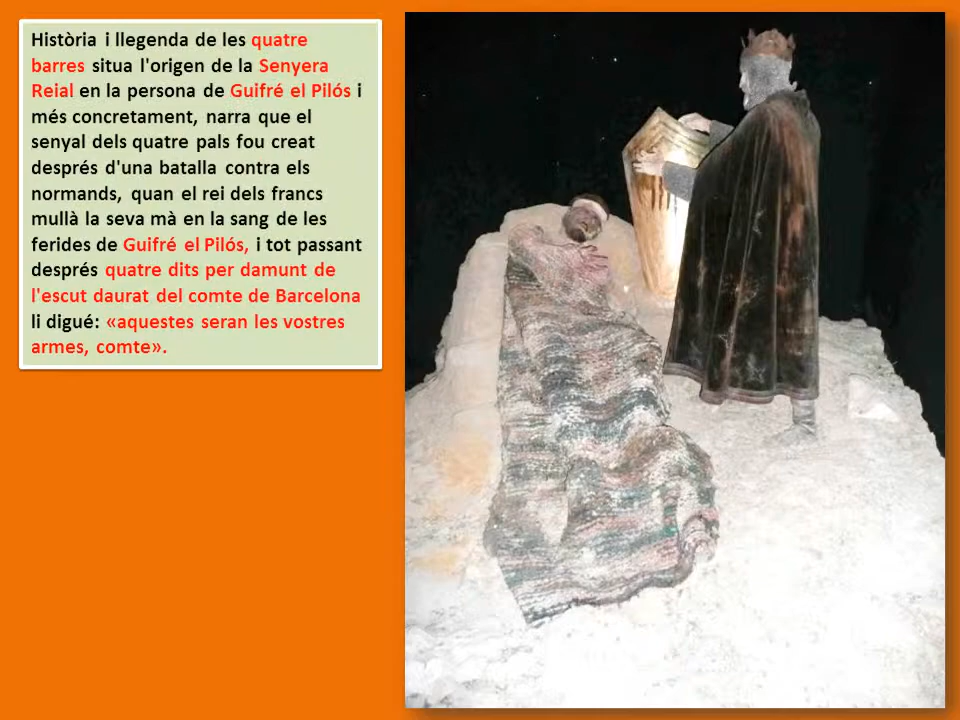 Història i llegenda de les quatre
barres situa l'origen de la Senyera
Reial en la persona de Guifré el Pilós i
més concretament, narra que el
senyal dels quatre pals fou creat
després d'una batalla contra els
normands, quan el rei dels francs
mullà la seva mà en la sang de les
ferides de Guifré el Pilós, i tot passant
després quatre dits per damunt de
l'escut daurat del comte de Barcelona
li digué: «aquestes seran les vostres
armes, comte».